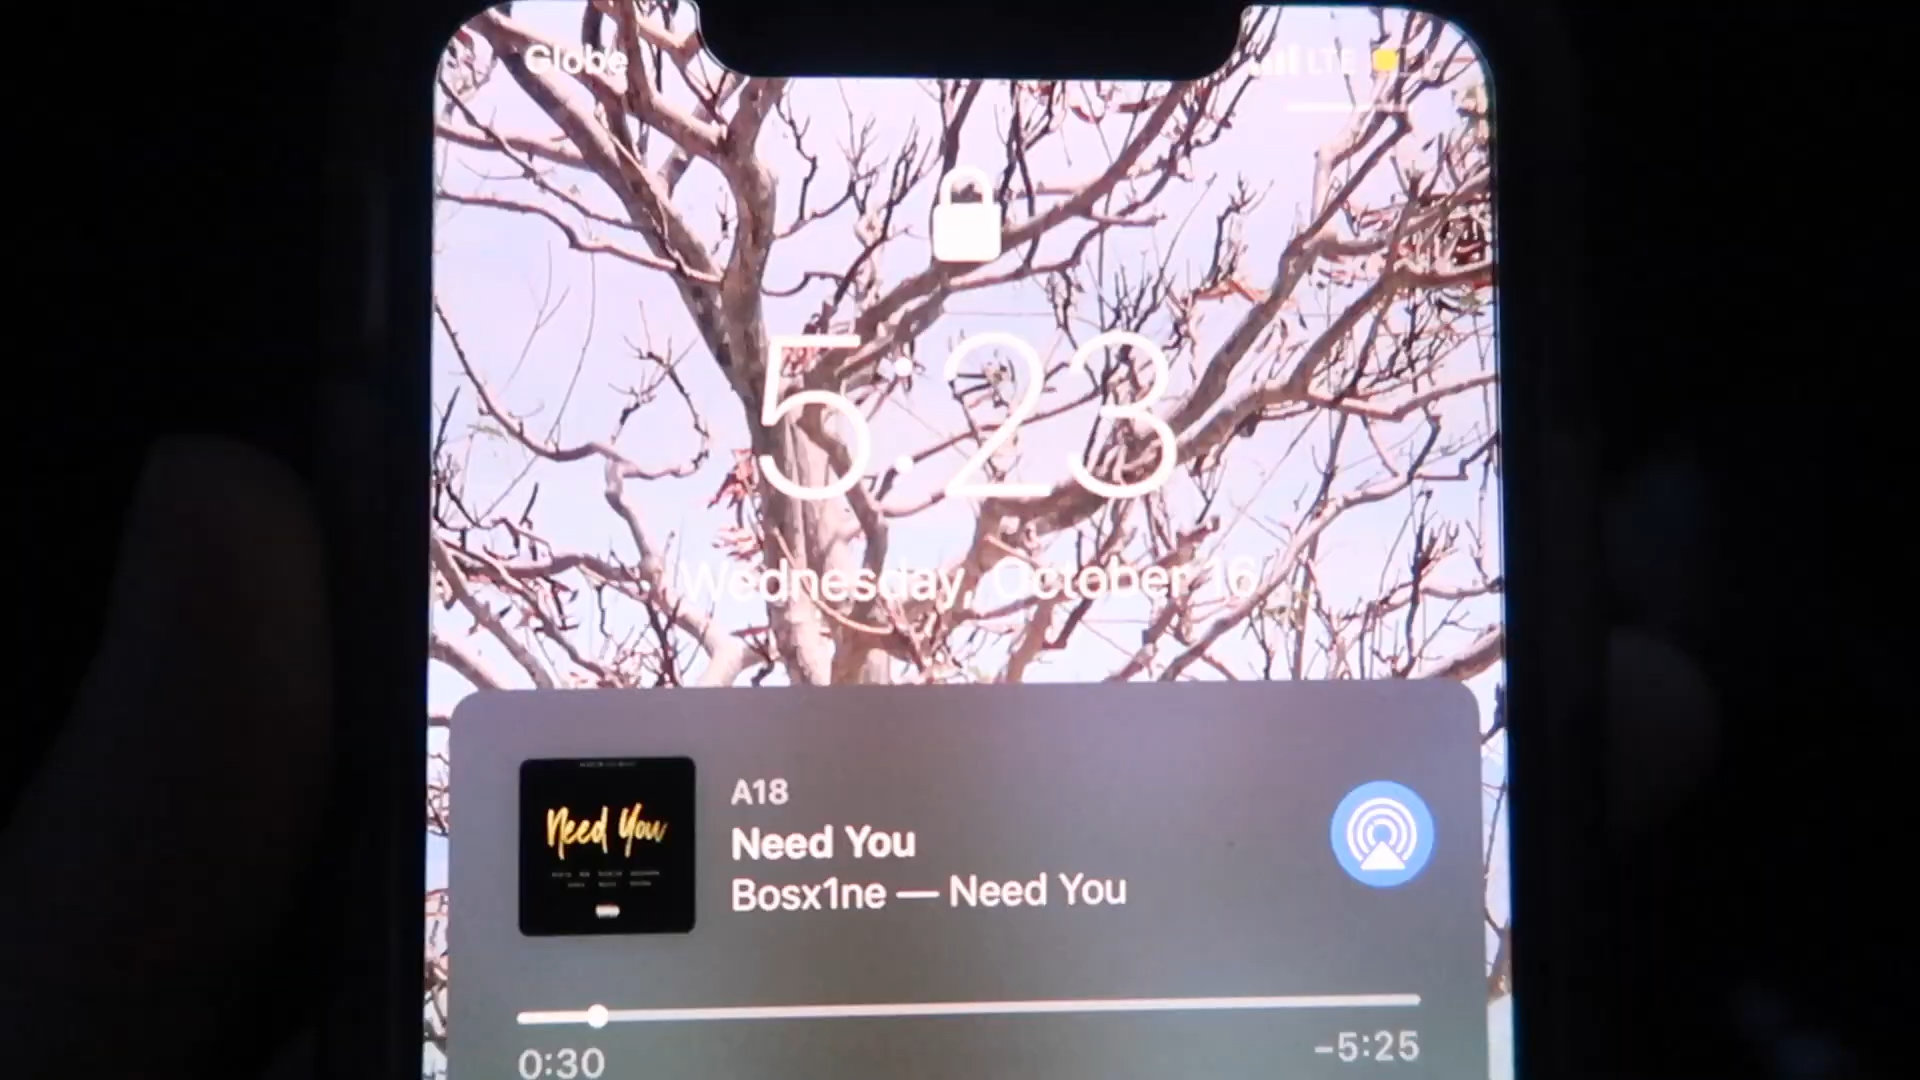 Globe
LTE
5:23
Wednesday, October 16
Need You
A18
Need You
Bosx1ne — Need You
0:30
-5:25